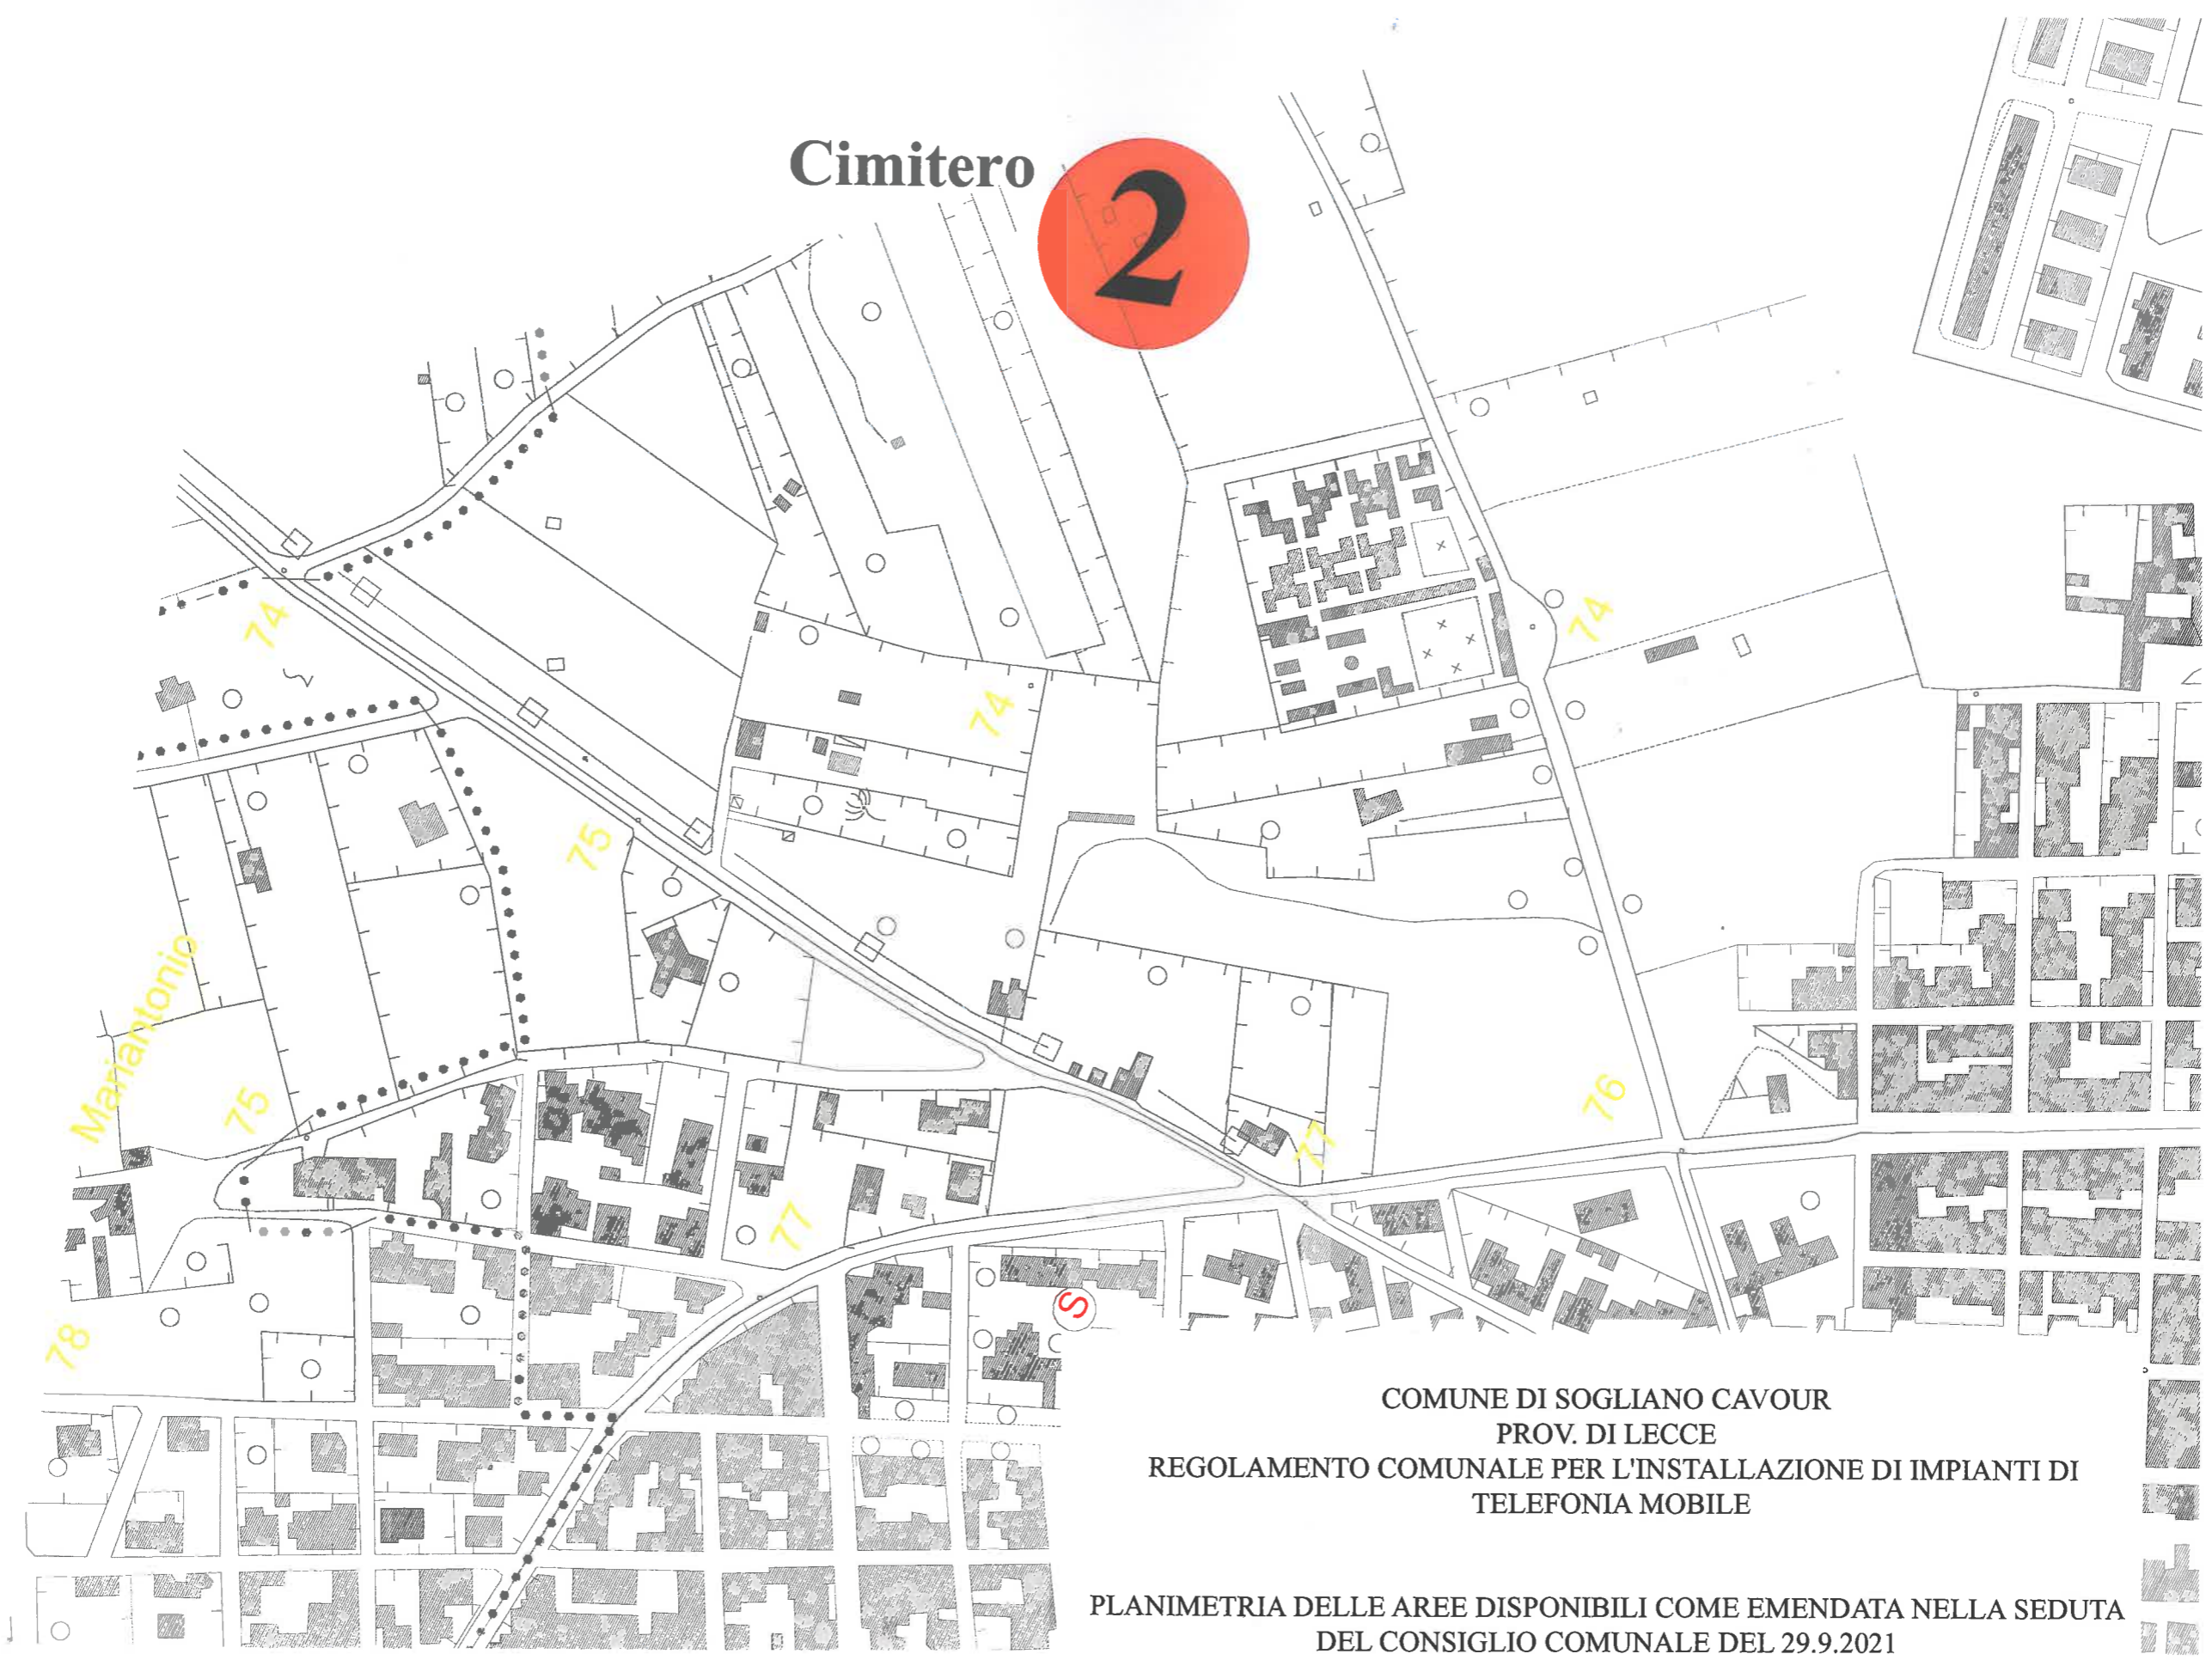 Cimitero
2
74
74
74
75
Mariantonio
75
76
77
77
78
S
COMUNE DI SOGLIANO CAVOUR
PROV. DI LECCE
REGOLAMENTO COMUNALE PER L'INSTALLAZIONE DI IMPIANTI DI
TELEFONIA MOBILE
PLANIMETRIA DELLE AREE DISPONIBILI COME EMENDATA NELLA SEDUTA
DEL CONSIGLIO COMUNALE DEL 29.9.2021